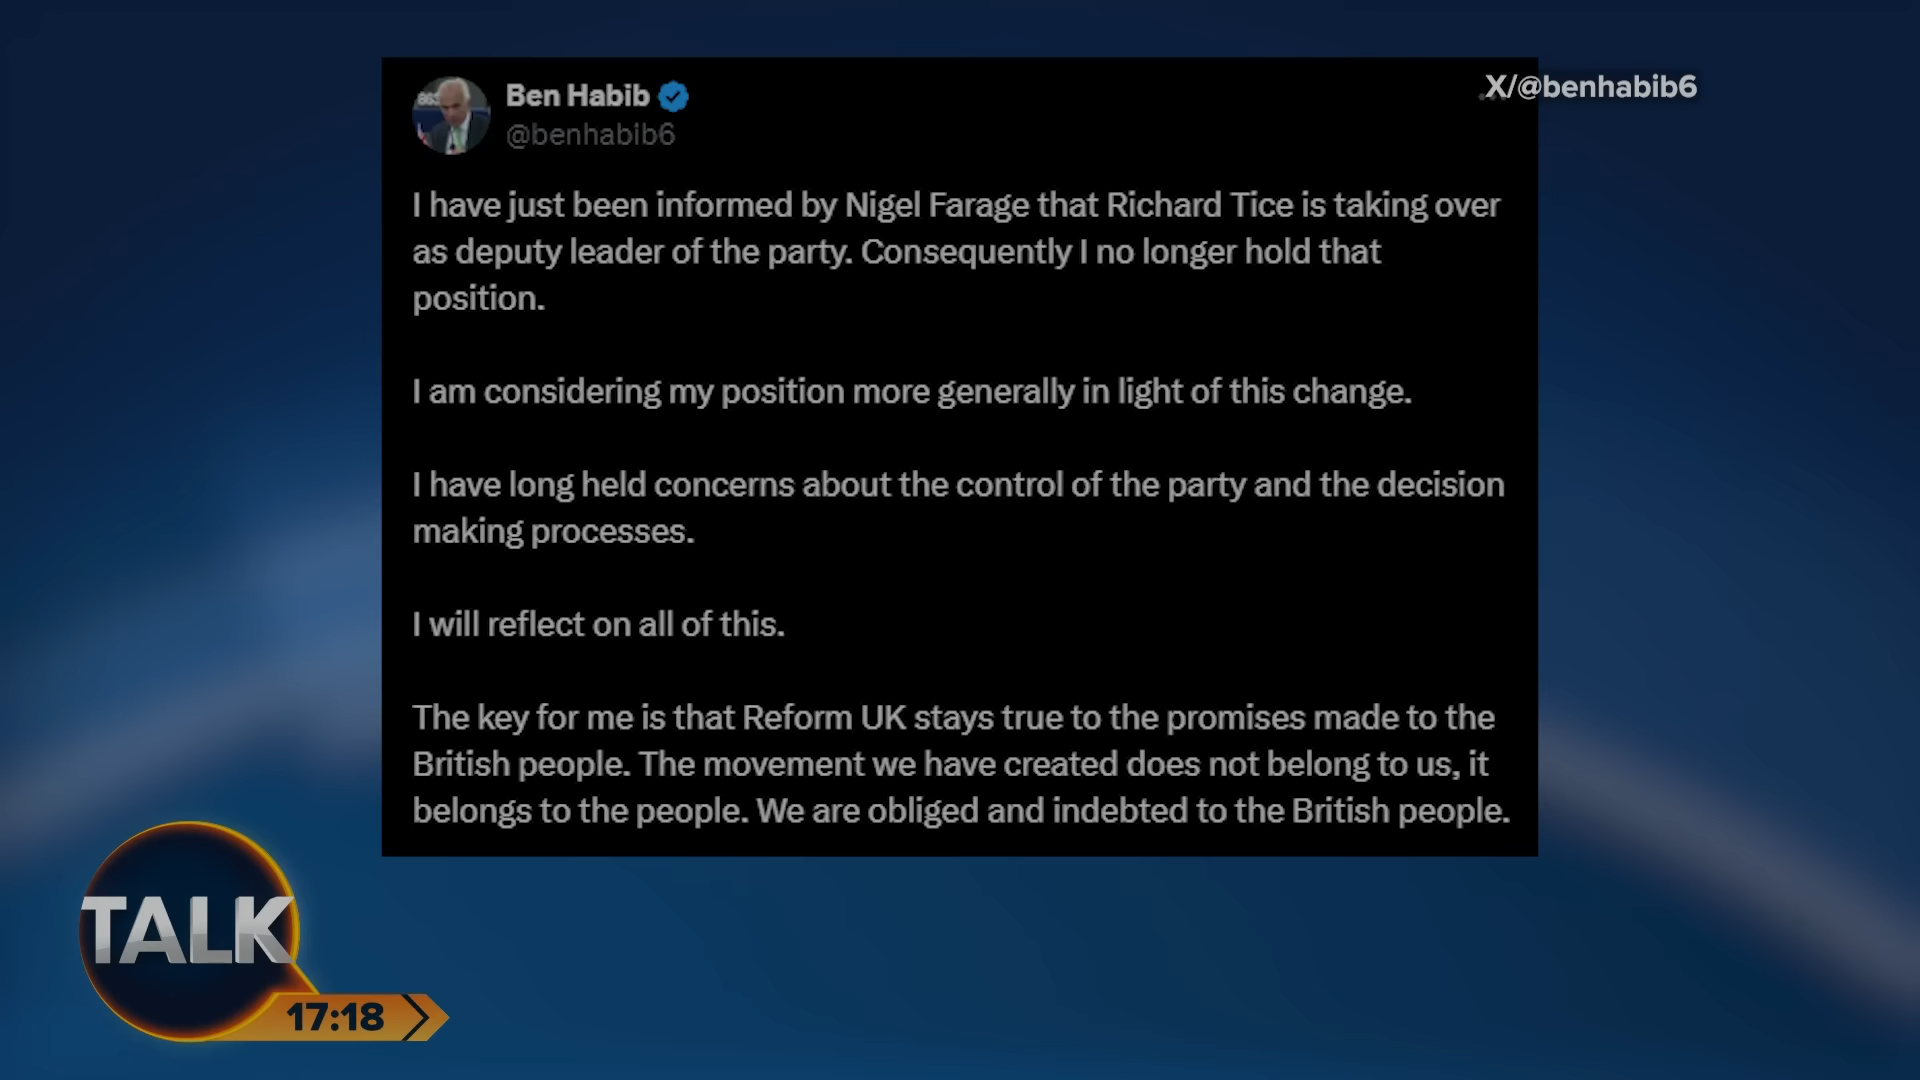 Ben Habib
@benhabib6
X/@benhabib6
I have just been informed by Nigel Farage that Richard Tice is taking over
as deputy leader of the party. Consequently I no longer hold that
position.
I am considering my position more generally in light of this change.
I have long held concerns about the control of the party and the decision
making processes.
I will reflect on all of this.
The key for me is that Reform UK stays true to the promises made to the
British people. The movement we have created does not belong to us, it
belongs to the people. We are obliged and indebted to the British people.
TALK
17:18